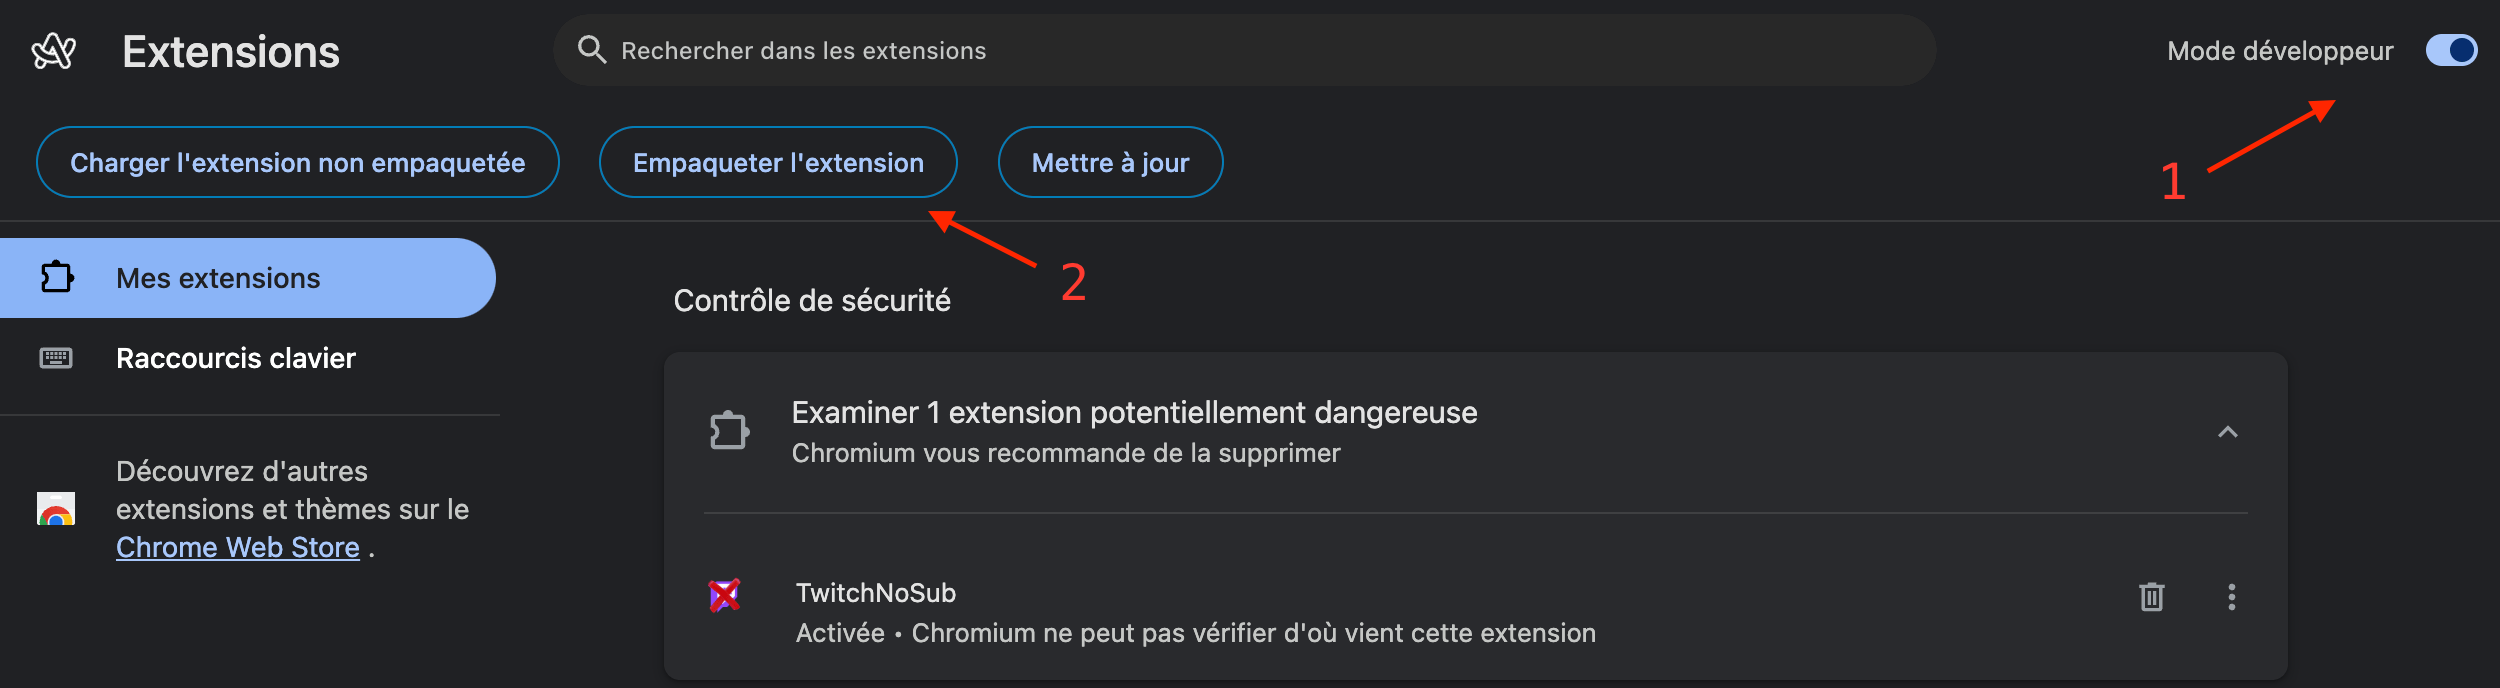 Extensions
Rechercher dans les extensions
Mode développeur
Charger l'extension non empaquetée
Empaqueter l'extension
Mettre à jour
1
2
Mes extensions
Raccourcis clavier
Découvrez d'autres
extensions et thèmes sur le
Chrome Web Store .
Contrôle de sécurité
Examiner 1 extension potentiellement dangereuse
Chromium vous recommande de la supprimer
TwitchNoSub
Activée • Chromium ne peut pas vérifier d'où vient cette extension